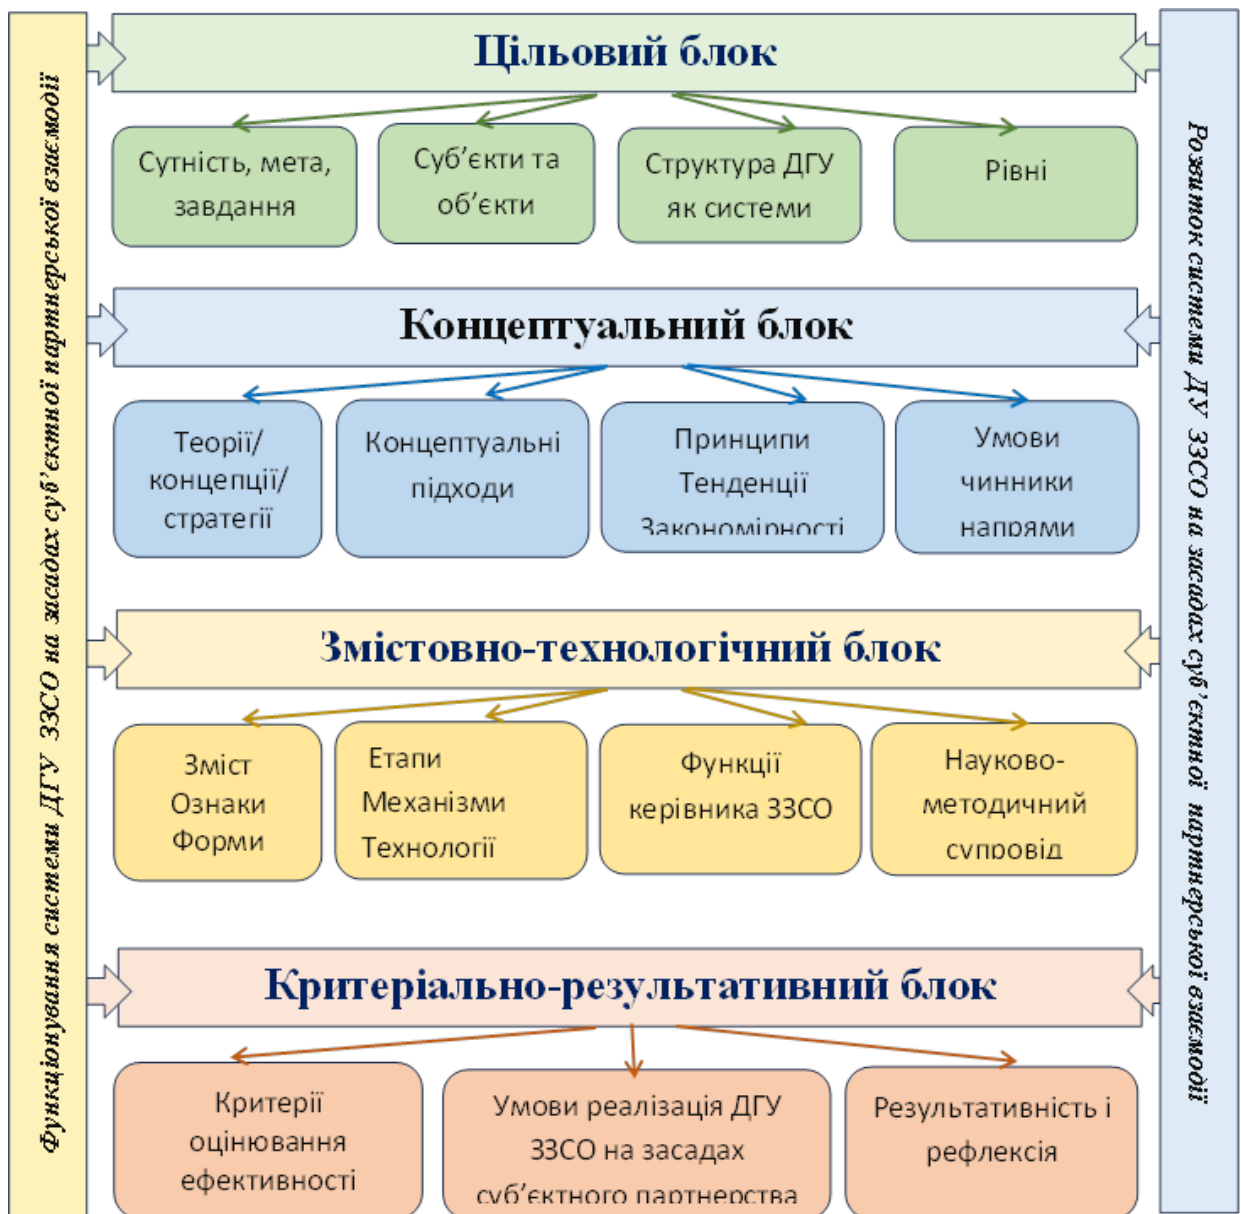 Функціонування системи ДГУ ЗЗСО на засадах суб'єктної партнерської взаємодії
Цільовий блок
Сутність, мета,
завдання
Суб’єкти та
об’єкти
Структура ДГУ
як системи
Рівні
Концептуальний блок
Теорії/
концепції/
стратегії
Концептуальні
підходи
Принципи
Тенденції
Закономірності
Умови
чинники
напрями
Змістовно-технологічний блок
Зміст
Ознаки
Форми
Етапи
Механізми
Технології
Функції
керівника ЗЗСО
Науково-
методичний
супровід
Критеріально-результативний блок
Критерії
оцінювання
ефективності
Умови реалізація ДГУ
ЗЗСО на засадах
суб’єктного партнерства
Результативність і
рефлексія
Розвиток системи ДУ ЗЗСО на засадах суб'єктної партнерської взаємодії